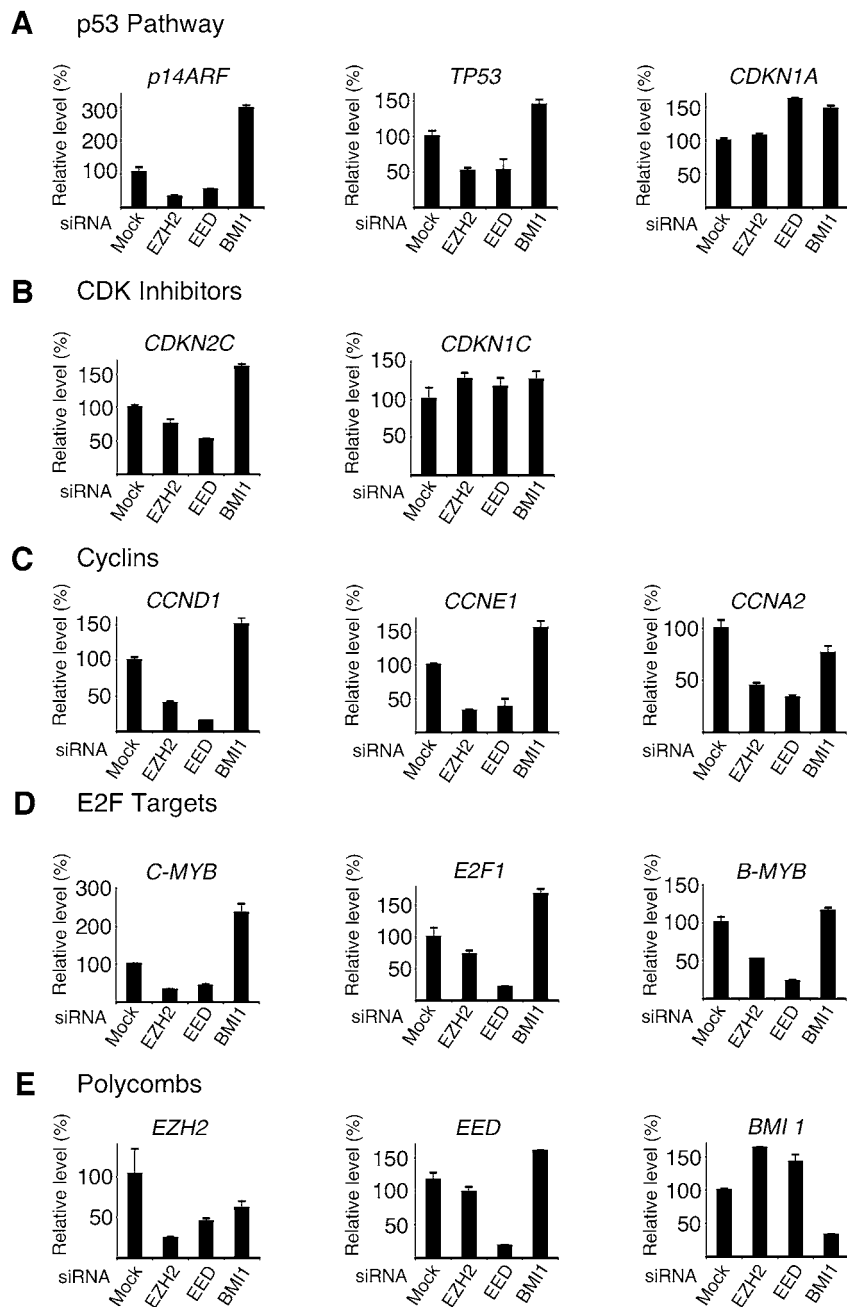 A p53 Pathway
p14ARF
Relative level (%)
300
200
100
siRNA Mock EZH2 EED BMI1
TP53
Relative level (%)
150
100
50
siRNA Mock EZH2 EED BMI1
CDKN1A
Relative level (%)
150
100
50
siRNA Mock EZH2 EED BMI1
B CDK Inhibitors
CDKN2C
Relative level (%)
150
100
50
siRNA Mock EZH2 EED BMI1
CDKN1C
Relative level (%)
150
100
50
siRNA Mock EZH2 EED BMI1
C Cyclins
CCND1
Relative level (%)
150
100
50
siRNA Mock EZH2 EED BMI1
CCNE1
Relative level (%)
150
100
50
siRNA Mock EZH2 EED BMI1
CCNA2
Relative level (%)
100
50
siRNA Mock EZH2 EED BMI1
D E2F Targets
C-MYB
Relative level (%)
300
200
100
siRNA Mock EZH2 EED BMI1
E2F1
Relative level (%)
150
100
50
siRNA Mock EZH2 EED BMI1
B-MYB
Relative level (%)
150
100
50
siRNA Mock EZH2 EED BMI1
E Polycombs
EZH2
Relative level (%)
100
50
siRNA Mock EZH2 EED BMI1
EED
Relative level (%)
150
100
50
siRNA Mock EZH2 EED BMI1
BMI 1
Relative level (%)
150
100
50
siRNA Mock EZH2 EED BMI1